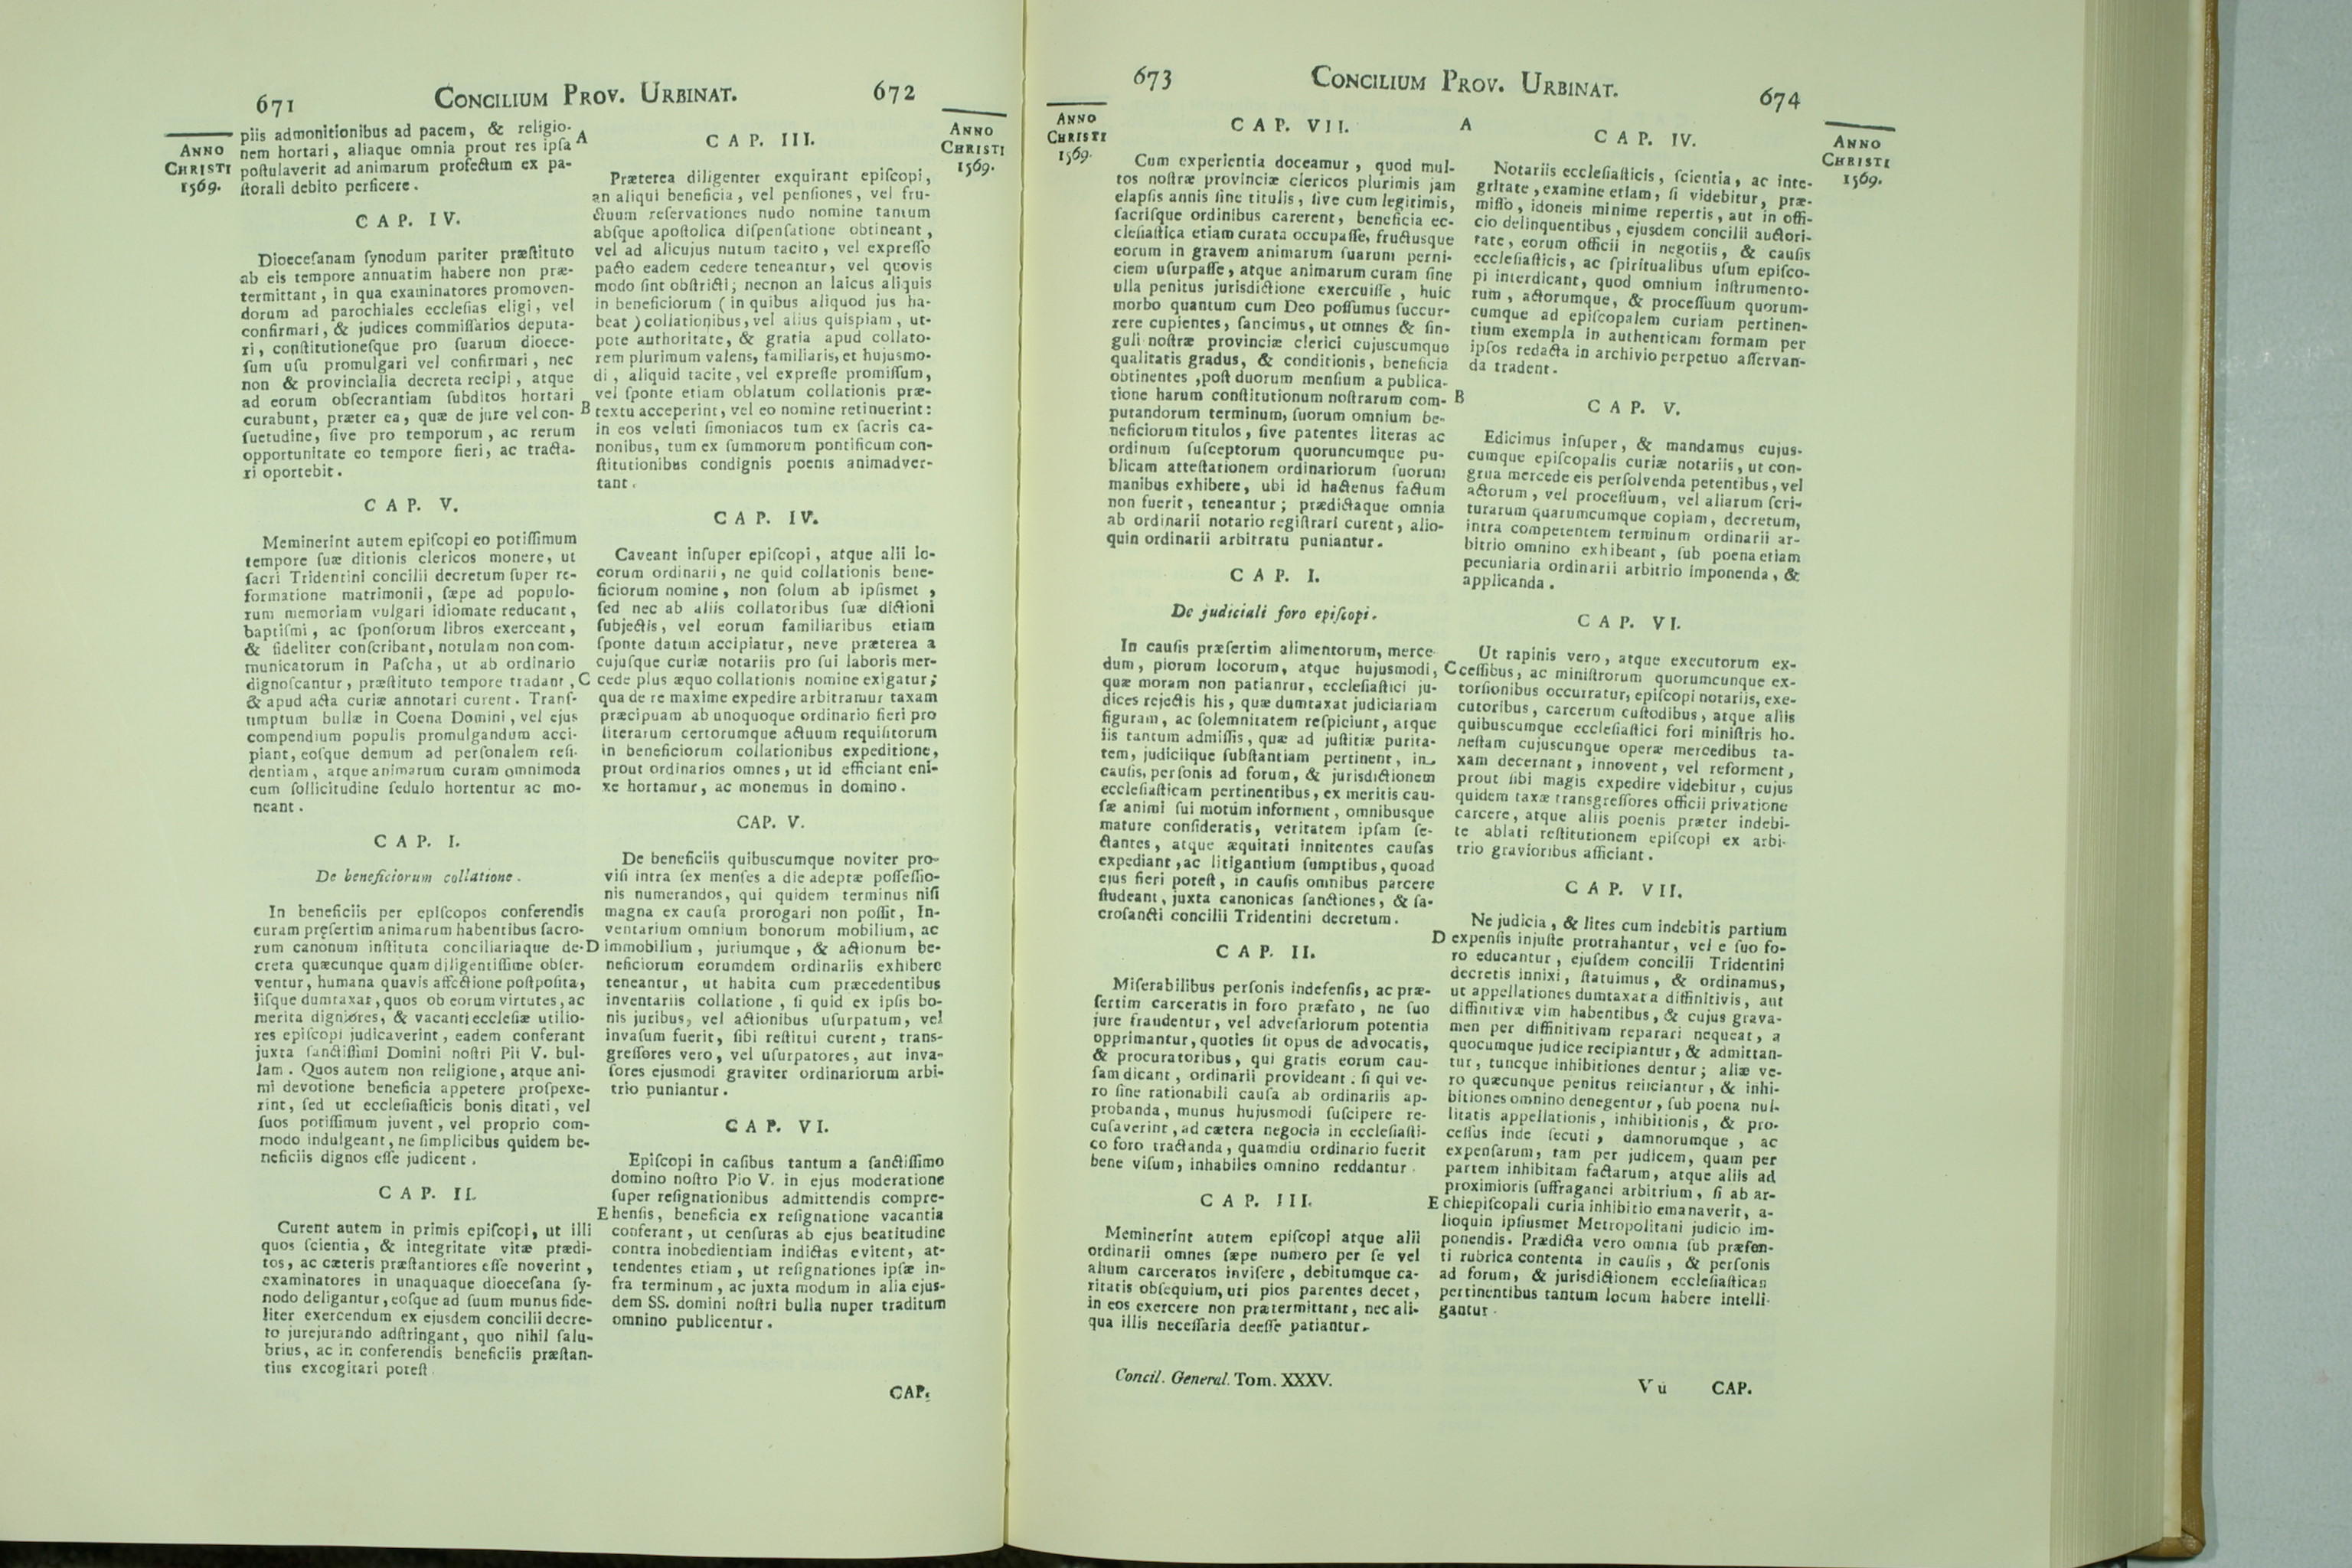 671
CONCILIUM PROV. URBINAT.
672
ANNO
CHRISTI
1569.
piis admonitionibus ad pacem, & religio-
nem hortari, aliaque omnia prout res ipſa
poſtulaverit ad animarum profectum ex pa-
ſtorali debito perficere.
CAP. IV.
Dioeceſanam ſynodum pariter præſtituto
ab eis tempore annuatim habere non præ-
termittant, in qua examinatores promoven-
dorum ad parochiales eccleſias eligi, vel
confirmari, & judices commiſſarios deputa-
ri, conſtitutioneſque pro ſuarum dioece-
ſum uſu promulgari vel confirmari, nec
non & provincialia decreta recipi, atque
ad eorum obſecrantiam ſubditos hortari
curabunt, præter ea, quæ de jure vel con-
ſuetudine, ſive pro temporum, ac rerum
opportunitate eo tempore fieri, ac tracta-
ri oportebit.
CAP. V.
Meminerint autem epiſcopi eo potiſſimum
tempore ſuæ ditionis clericos monere, ut
ſacri Tridentini concilii decretum ſuper re-
formatione matrimonii, ſæpe ad populo-
rum memoriam vulgari idiomate reducant,
baptiſmi, ac ſponſorum libros exerceant,
& fideliter conſcribant, notulam non com-
municatorum in Paſcha, ut ab ordinario
dignoſcantur, præſtituto tempore tradant,
& apud acta curiæ annotari curent. Tranſ-
umptum bullæ in Coena Domini, vel ejus
compendium populis promulgandum acci-
piant, eoſque demum ad perſonalem reſi-
dentiam, atque animarum curam omnimoda
cum ſollicitudine ſedulo hortentur ac mo-
neant.
CAP. I.
De beneficiorum collatione.
In beneficiis per epiſcopos conferendis
curam pręſertim animarum habentibus ſacro-
rum canonum inſtituta conciliariaque de-
creta quæcunque quam diligentiſſime obſer-
ventur, humana quavis affectione poſtpoſita,
iiſque dumtaxat, quos ob eorum virtutes, ac
merita digniores, & vacanti eccleſiæ utilio-
res epiſcopi judicaverint, eadem conferant
juxta ſanctiſſimi Domini noſtri Pii V. bul-
lam. Quos autem non religione, atque ani-
mi devotione beneficia appetere proſpexe-
rint, ſed ut eccleſiaſticis bonis ditati, vel
ſuos potiſſimum juvent, vel proprio com-
modo indulgeant, ne ſimplicibus quidem be-
neficiis dignos eſſe judicent.
CAP. II.
Curent autem in primis epiſcopi, ut illi
quos ſcientia, & integritate vitæ prædi-
tos, ac cæteris præſtantiores eſſe noverint,
examinatores in unaquaque dioeceſana ſy-
nodo deligantur, eoſque ad ſuum munus fide-
liter exercendum ex ejusdem concilii decre-
to jurejurando adſtringant, quo nihil ſalu-
brius, ac in conferendis beneficiis præſtan-
tius excogitari poteſt.
A
B
C
D
E
ANNO
CHRISTI
1569.
CAP. III.
Præterea diligenter exquirant epiſcopi,
an aliqui beneficia, vel penſiones, vel fru-
ctuum reſervationes nudo nomine tantum
abſque apoſtolica diſpenſatione obtineant,
vel ad alicujus nutum tacito, vel expreſſo
pacto eadem cedere teneantur, vel quovis
modo ſint obſtricti; necnon an laicus aliquis
in beneficiorum (in quibus aliquod jus ha-
beat) collationibus, vel alius quispiam, ut-
pote authoritate, & gratia apud collato-
rem plurimum valens, familiaris, et hujusmo-
di, aliquid tacite, vel expreſſe promiſſum,
vel ſponte etiam oblatum collationis præ-
textu acceperint, vel eo nomine retinuerint:
in eos veluti ſimoniacos tum ex ſacris ca-
nonibus, tum ex ſummorum pontificum con-
ſtitutionibus condignis poenis animadver-
tant.
CAP. IV.
Caveant inſuper epiſcopi, atque alii lo-
corum ordinarii, ne quid collationis bene-
ficiorum nomine, non ſolum ab ipſismet,
ſed nec ab aliis collatoribus ſuæ dictioni
ſubjectis, vel eorum familiaribus etiam
ſponte datum accipiatur, neve præterea a
cujuſque curiæ notariis pro ſui laboris mer-
cede plus æquo collationis nomine exigatur;
qua de re maxime expedire arbitramur taxam
præcipuam ab unoquoque ordinario fieri pro
literarum certorumque actuum requiſitorum
in beneficiorum collationibus expeditione,
prout ordinarios omnes, ut id efficiant eni-
xe hortamur, ac monemus in domino.
CAP. V.
De beneficiis quibuscumque noviter pro-
viſi intra ſex menſes a die adeptæ poſſeſſio-
nis numerandos, qui quidem terminus niſi
magna ex cauſa prorogari non poſſit, In-
ventarium omnium bonorum mobilium, ac
immobilium, juriumque, & actionum be-
neficiorum eorumdem ordinariis exhibere
teneantur, ut habita cum præcedentibus
inventariis collatione, ſi quid ex ipſis bo-
nis juribus, vel actionibus uſurpatum, vel
invaſum fuerit, ſibi reſtitui curent, trans-
greſſores vero, vel uſurpatores, aut inva-
ſores ejusmodi graviter ordinariorum arbi-
trio puniantur.
CAP. VI.
Epiſcopi in caſibus tantum a ſanctiſſimo
domino noſtro Pio V. in ejus moderatione
ſuper reſignationibus admittendis compre-
henſis, beneficia ex reſignatione vacantia
conferant, ut cenſuras ab ejus beatitudine
contra inobedientiam indictas evitent, at-
tendentes etiam, ut reſignationes ipſæ in-
fra terminum, ac juxta modum in alia ejus-
dem SS. domini noſtri bulla nuper traditum
omnino publicentur.
CAP.
673
CONCILIUM PROV. URBINAT.
674
ANNO
CHRISTI
1569.
CAP. VII.
Cum experientia doceamur, quod mul-
tos noſtræ provinciæ clericos plurimis jam
elapſis annis ſine titulis, ſive cum legitimis,
ſacriſque ordinibus carerent, beneficia ec-
cleſiaſtica etiam curata occupaſſe, fructusque
eorum in gravem animarum ſuarum perni-
ciem uſurpaſſe, atque animarum curam ſine
ulla penitus jurisdictione exercuiſſe, huic
morbo quantum cum Deo poſſumus ſuccur-
rere cupientes, ſancimus, ut omnes & ſin-
guli noſtræ provinciæ clerici cujuscumque
qualitatis gradus, & conditionis, beneficia
obtinentes, poſt duorum menſium a publica-
tione harum conſtitutionum noſtrarum com-
putandorum terminum, ſuorum omnium be-
neficiorum titulos, ſive patentes literas ac
ordinum ſuſceptorum quoruncumque pu-
blicam atteſtationem ordinariorum ſuorum
manibus exhibere, ubi id hactenus factum
non fuerit, teneantur; prædictaque omnia
ab ordinarii notario regiſtrari curent, alio-
quin ordinarii arbitratu puniantur.
CAP. I.
De judiciali foro epiſcopi.
In cauſis præſertim alimentorum, merce
dum, piorum locorum, atque hujusmodi,
quæ moram non patiantur, eccleſiaſtici ju-
dices rejectis his, quæ dumtaxat judiciariam
figuram, ac ſolemnitatem reſpiciunt, atque
iis tantum admiſſis, quæ ad juſtitiæ purita-
tem, judiciique ſubſtantiam pertinent, in
cauſis, perſonis ad forum, & jurisdictionem
eccleſiaſticam pertinentibus, ex meritis cau-
ſæ animi ſui motum informent, omnibusque
mature conſideratis, veritatem ipſam ſe-
ctantes, atque æquitati innitentes cauſas
expediant, ac litigantium ſumptibus, quoad
ejus fieri poteſt, in cauſis omnibus parcere
ſtudeant, juxta canonicas ſanctiones, & ſa-
croſancti concilii Tridentini decretum.
CAP. II.
Miſerabilibus perſonis indefenſis, ac præ-
ſertim carceratis in foro præfato, ne ſuo
jure fraudentur, vel adveſariorum potentia
opprimantur, quoties ſit opus de advocatis,
& procuratoribus, qui gratis eorum cau-
ſam dicant, ordinarii provideant: ſi qui ve-
ro ſine rationabili cauſa ab ordinariis ap-
probanda, munus hujusmodi ſuſcipere re-
cuſaverint, ad cætera negocia in eccleſiaſti-
co foro tractanda, quamdiu ordinario fuerit
bene viſum, inhabiles omnino reddantur.
CAP. III.
Meminerint autem epiſcopi atque alii
ordinarii omnes ſæpe numero per ſe vel
alium carceratos inviſere, debitumque ca-
ritatis obſequium, uti pios parentes decet,
in eos exercere non prætermittant, nec ali-
qua illis neceſſaria deeſſe patiantur.
A
B
C
D
E
ANNO
CHRISTI
1569.
CAP. IV.
Notariis eccleſiaſticis, ſcientia, ac inte-
gritate, examine etiam, ſi videbitur, præ-
miſſo, idoneis minime repertis, aut in offi-
cio delinquentibus, ejusdem concilii auctori-
tate, eorum officii in negotiis, & cauſis
eccleſiaſticis, ac ſpiritualibus uſum epiſco-
pi interdicant, quod omnium inſtrumento-
rum, actorumque, & proceſſuum quorum-
cumque ad epiſcopalem curiam pertinen-
tium exempla in authenticam formam per
ipſos redacta in archivio perpetuo aſſervan-
da tradent.
CAP. V.
Edicimus inſuper, & mandamus cujus-
cumque epiſcopalis curiæ notariis, ut con-
grua mercede eis perſolvenda petentibus, vel
actorum, vel proceſſuum, vel aliarum ſcri-
turarum quarumcumque copiam, decretum,
intra competentem terminum ordinarii ar-
bitrio omnino exhibeant, ſub poena etiam
pecuniaria ordinarii arbitrio imponenda, &
applicanda.
CAP. VI.
Ut rapinis vero, atque executorum ex-
ceſſibus, ac miniſtrorum quorumcunque ex-
torſionibus occurratur, epiſcopi notariis, exe-
cutoribus, carcerum cuſtodibus, atque aliis
quibuscumque eccleſiaſtici fori miniſtris ho-
neſtam cujuscunque operæ mercedibus ta-
xam decernant, innovent, vel reforment,
prout ſibi magis expedire videbitur, cujus
quidem taxæ transgreſſores officii privatione
carcere, atque aliis poenis præter indebi-
te ablati reſtitutionem epiſcopi ex arbi-
trio gravioribus afficiant.
CAP. VII.
Ne judicia, & lites cum indebitis partium
expenſis injuſte protrahantur, vel e ſuo fo-
ro educantur, ejuſdem concilii Tridentini
decretis innixi, ſtatuimus, & ordinamus,
ut appellationes dumtaxat a diffinitivis, aut
diffinitivæ vim habentibus, & cujus grava-
men per diffinitivam reparari nequeat, a
quocumque judice recipiantur, & admittan-
tur, tuncque inhibitiones dentur; aliæ ve-
ro quæcunque penitus reiiciantur, & inhi-
bitiones omnino denegentur, ſub poena nul-
litatis appellationis, inhibitionis, & pro-
ceſſus inde ſecuti, damnorumque, ac
expenſarum, tam per judicem, quam per
partem inhibitam factarum, atque aliis ad
proximioris ſuffraganei arbitrium, ſi ab ar-
chiepiſcopali curia inhibitio emanaverit, a-
lioquin ipſiusmet Metropolitani judicio im-
ponendis. Prædicta vero omnia ſub præſen-
ti rubrica contenta in cauſis, & perſonis
ad forum, & jurisdictionem eccleſiaſticam
pertinentibus tantum locum habere intelli-
gantur.
Concil. General. Tom. XXXV.
Vu
CAP.